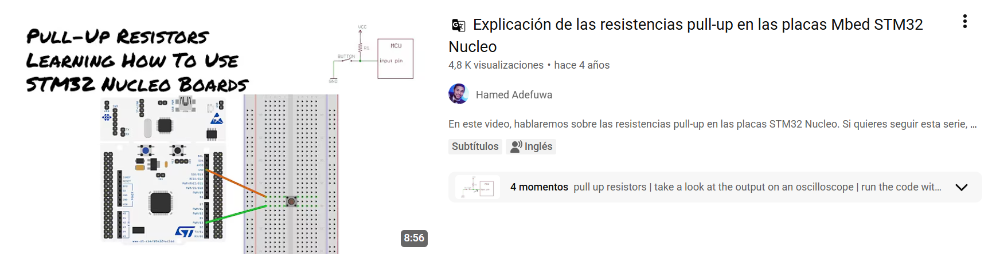 Pull-Up Resistors
Learning How To Use
STM32 Nucleo Boards
VCC
R1
MCU
BUTTON
input pin
GND
www.st.com/stm32nucleo
8:56
Explicación de las resistencias pull-up en las placas Mbed STM32
Nucleo
4,8 K visualizaciones • hace 4 años
Hamed Adefuwa
En este video, hablaremos sobre las resistencias pull-up en las placas STM32 Nucleo. Si quieres seguir esta serie, ...
Subtítulos
Inglés
4 momentos pull up resistors | take a look at the output on an oscilloscope | run the code wit...